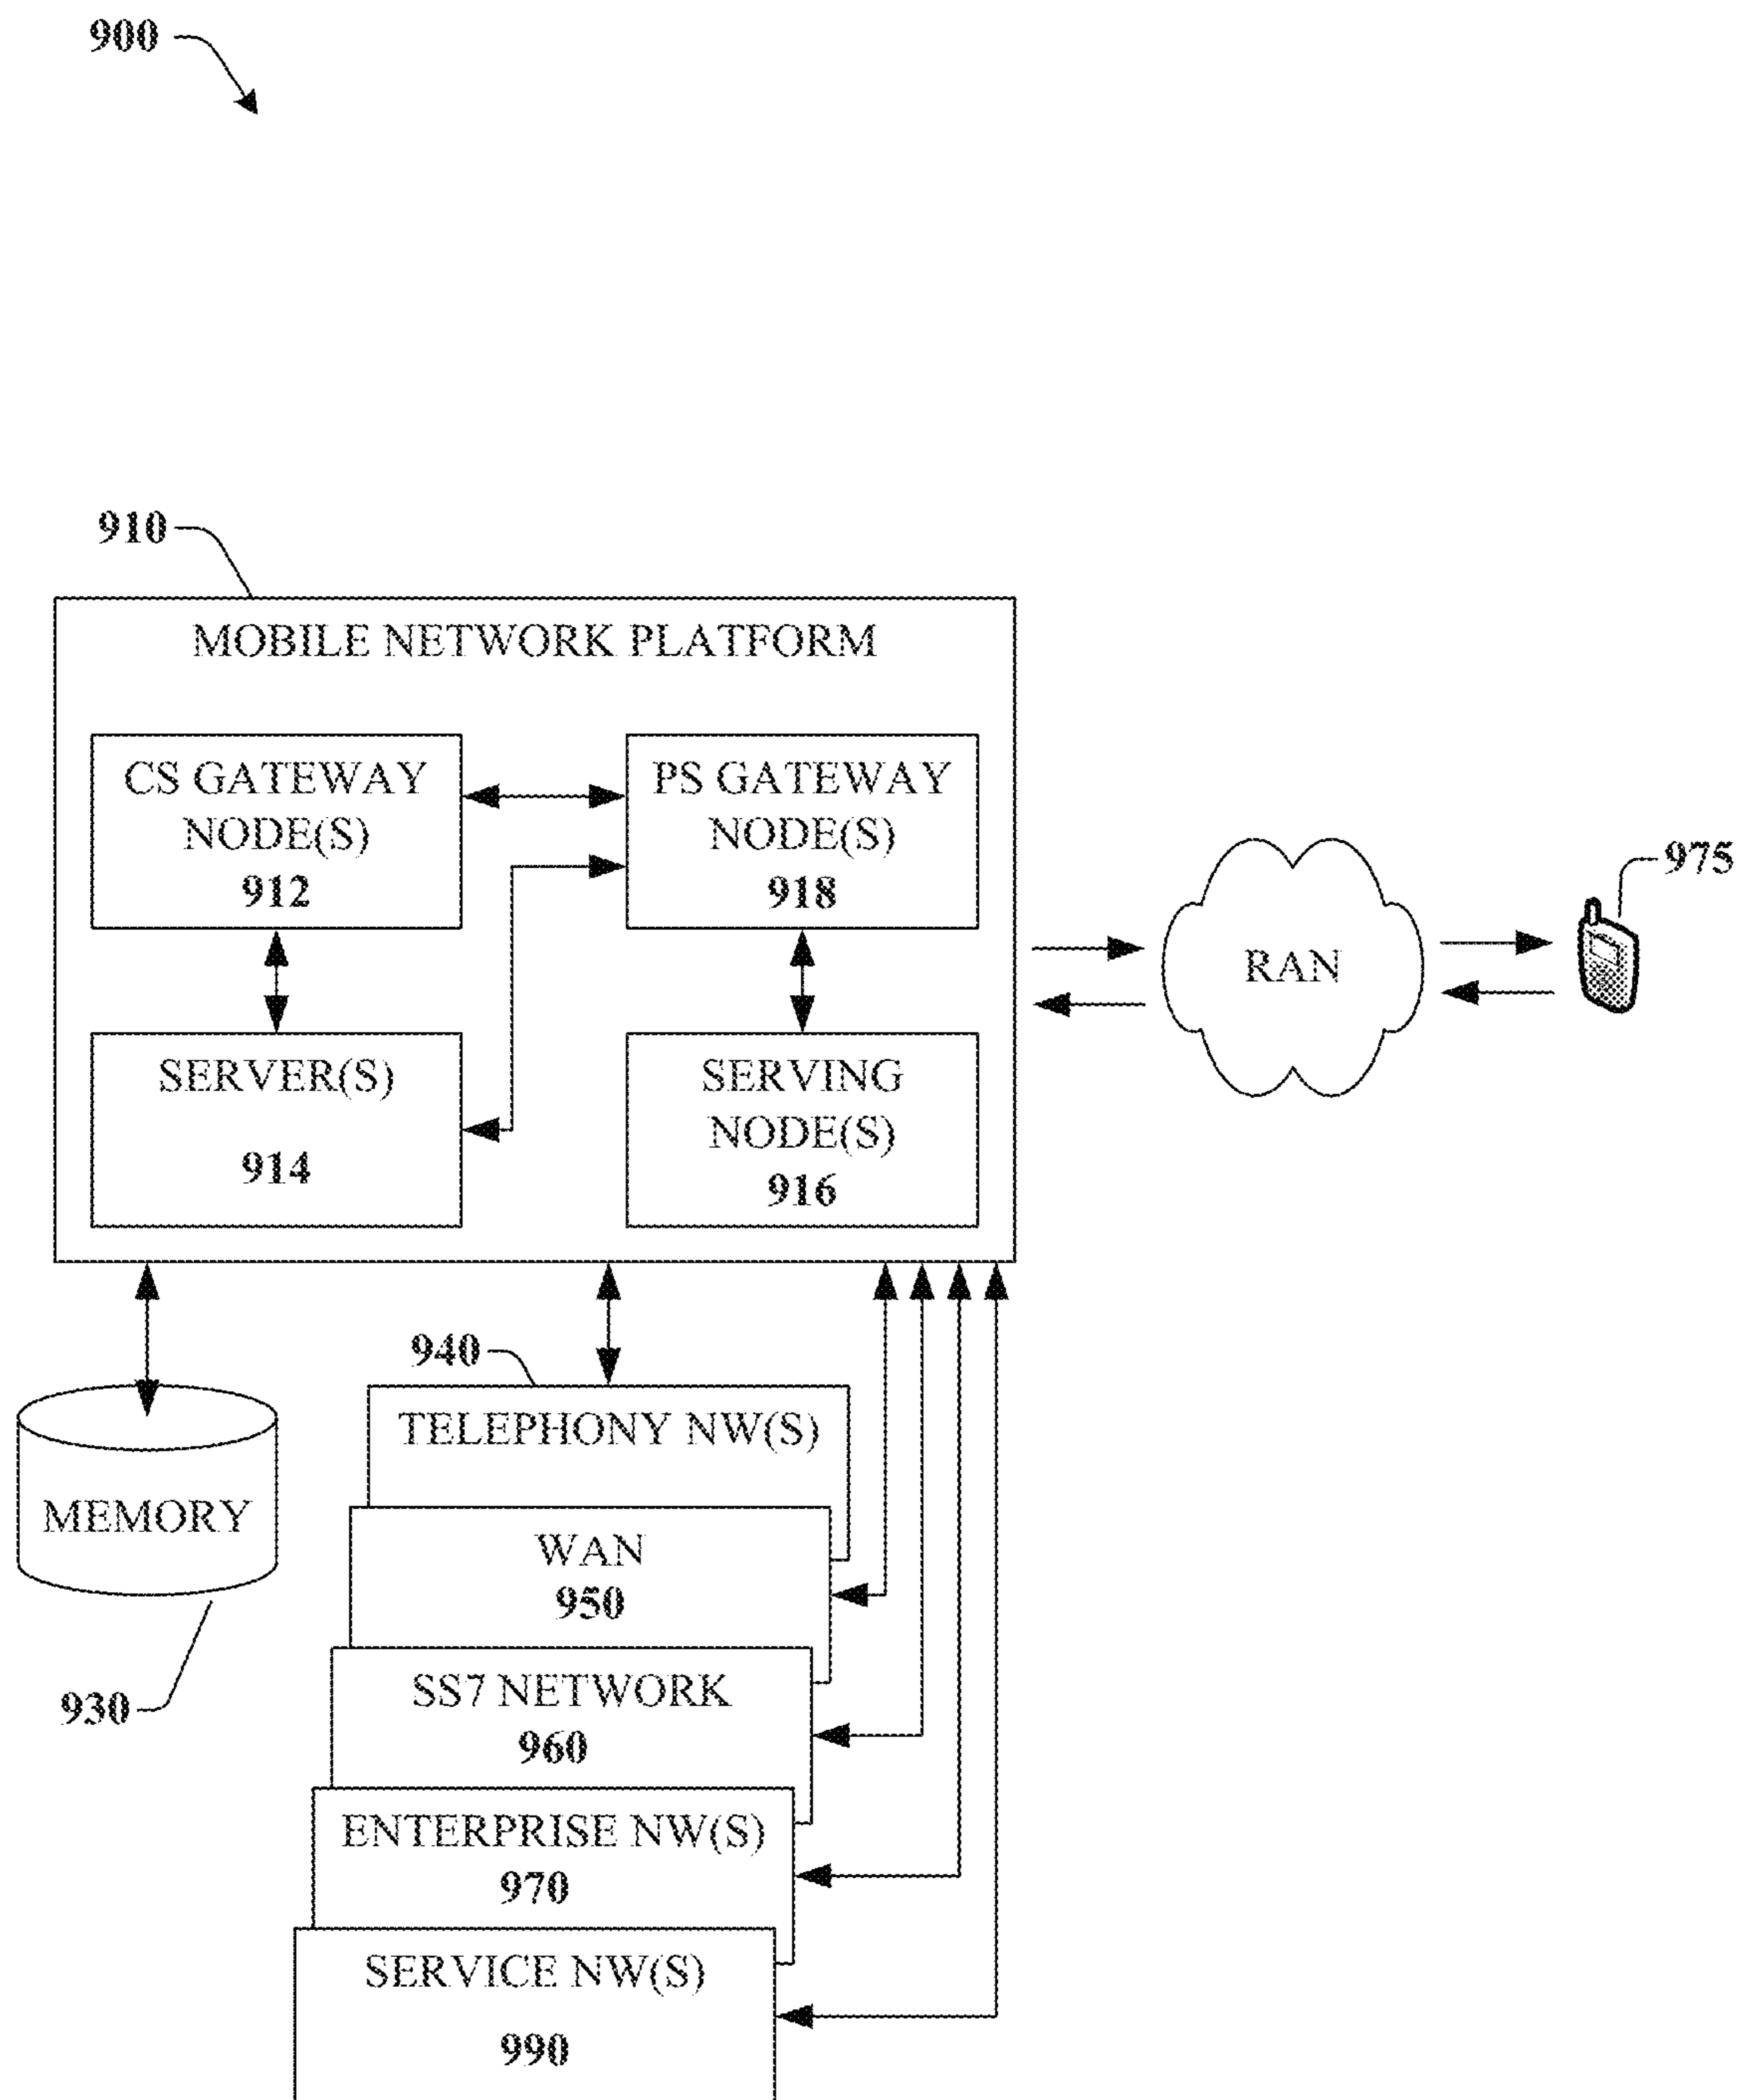 900
910
MOBILE NETWORK PLATFORM
CS GATEWAY
NODE(S)
912
PS GATEWAY
NODE(S)
918
SERVER(S)
914
SERVING
NODE(S)
916
RAN
975
940
TELEPHONY NW(S)
MEMORY
930
WAN
950
SS7 NETWORK
960
ENTERPRISE NW(S)
970
SERVICE NW(S)
990